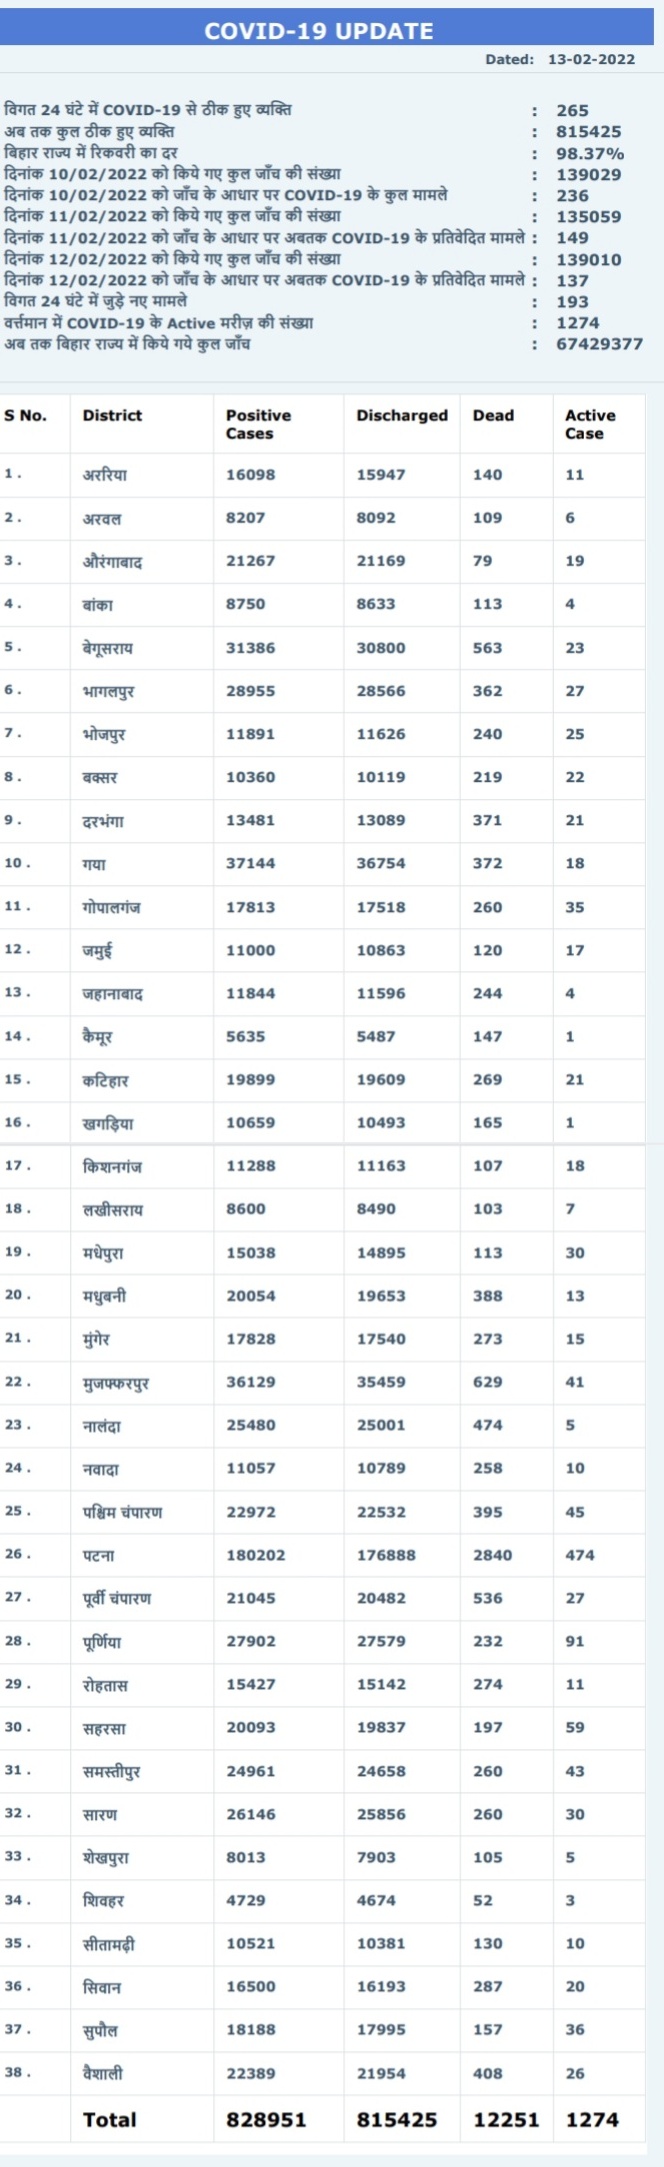 COVID-19 UPDATE
Dated: 13-02-2022
विगत 24 घंटे में COVID-19 से ठीक हुए व्यक्ति : 265
अब तक कुल ठीक हुए व्यक्ति : 815425
बिहार राज्य में रिकवरी का दर : 98.37%
दिनांक 10/02/2022 को किये गए कुल जाँच की संख्या : 139029
दिनांक 10/02/2022 को जाँच के आधार पर COVID-19 के कुल मामले : 236
दिनांक 11/02/2022 को किये गए कुल जाँच की संख्या : 135059
दिनांक 11/02/2022 को जाँच के आधार पर अबतक COVID-19 के प्रतिवेदित मामले : 149
दिनांक 12/02/2022 को किये गए कुल जाँच की संख्या : 139010
दिनांक 12/02/2022 को जाँच के आधार पर अबतक COVID-19 के प्रतिवेदित मामले : 137
विगत 24 घंटे में जुड़े नए मामले : 193
वर्त्तमान में COVID-19 के Active मरीज़ की संख्या : 1274
अब तक बिहार राज्य में किये गये कुल जाँच : 67429377
S No. District Positive Cases Discharged Dead Active Case
1 . अररिया 16098 15947 140 11
2 . अरवल 8207 8092 109 6
3 . औरंगाबाद 21267 21169 79 19
4 . बांका 8750 8633 113 4
5 . बेगूसराय 31386 30800 563 23
6 . भागलपुर 28955 28566 362 27
7 . भोजपुर 11891 11626 240 25
8 . बक्सर 10360 10119 219 22
9 . दरभंगा 13481 13089 371 21
10 . गया 37144 36754 372 18
11 . गोपालगंज 17813 17518 260 35
12 . जमुई 11000 10863 120 17
13 . जहानाबाद 11844 11596 244 4
14 . कैमूर 5635 5487 147 1
15 . कटिहार 19899 19609 269 21
16 . खगड़िया 10659 10493 165 1
17 . किशनगंज 11288 11163 107 18
18 . लखीसराय 8600 8490 103 7
19 . मधेपुरा 15038 14895 113 30
20 . मधुबनी 20054 19653 388 13
21 . मुंगेर 17828 17540 273 15
22 . मुजफ्फरपुर 36129 35459 629 41
23 . नालंदा 25480 25001 474 5
24 . नवादा 11057 10789 258 10
25 . पश्चिम चंपारण 22972 22532 395 45
26 . पटना 180202 176888 2840 474
27 . पूर्वी चंपारण 21045 20482 536 27
28 . पूर्णिया 27902 27579 232 91
29 . रोहतास 15427 15142 274 11
30 . सहरसा 20093 19837 197 59
31 . समस्तीपुर 24961 24658 260 43
32 . सारण 26146 25856 260 30
33 . शेखपुरा 8013 7903 105 5
34 . शिवहर 4729 4674 52 3
35 . सीतामढ़ी 10521 10381 130 10
36 . सिवान 16500 16193 287 20
37 . सुपौल 18188 17995 157 36
38 . वैशाली 22389 21954 408 26
Total 828951 815425 12251 1274